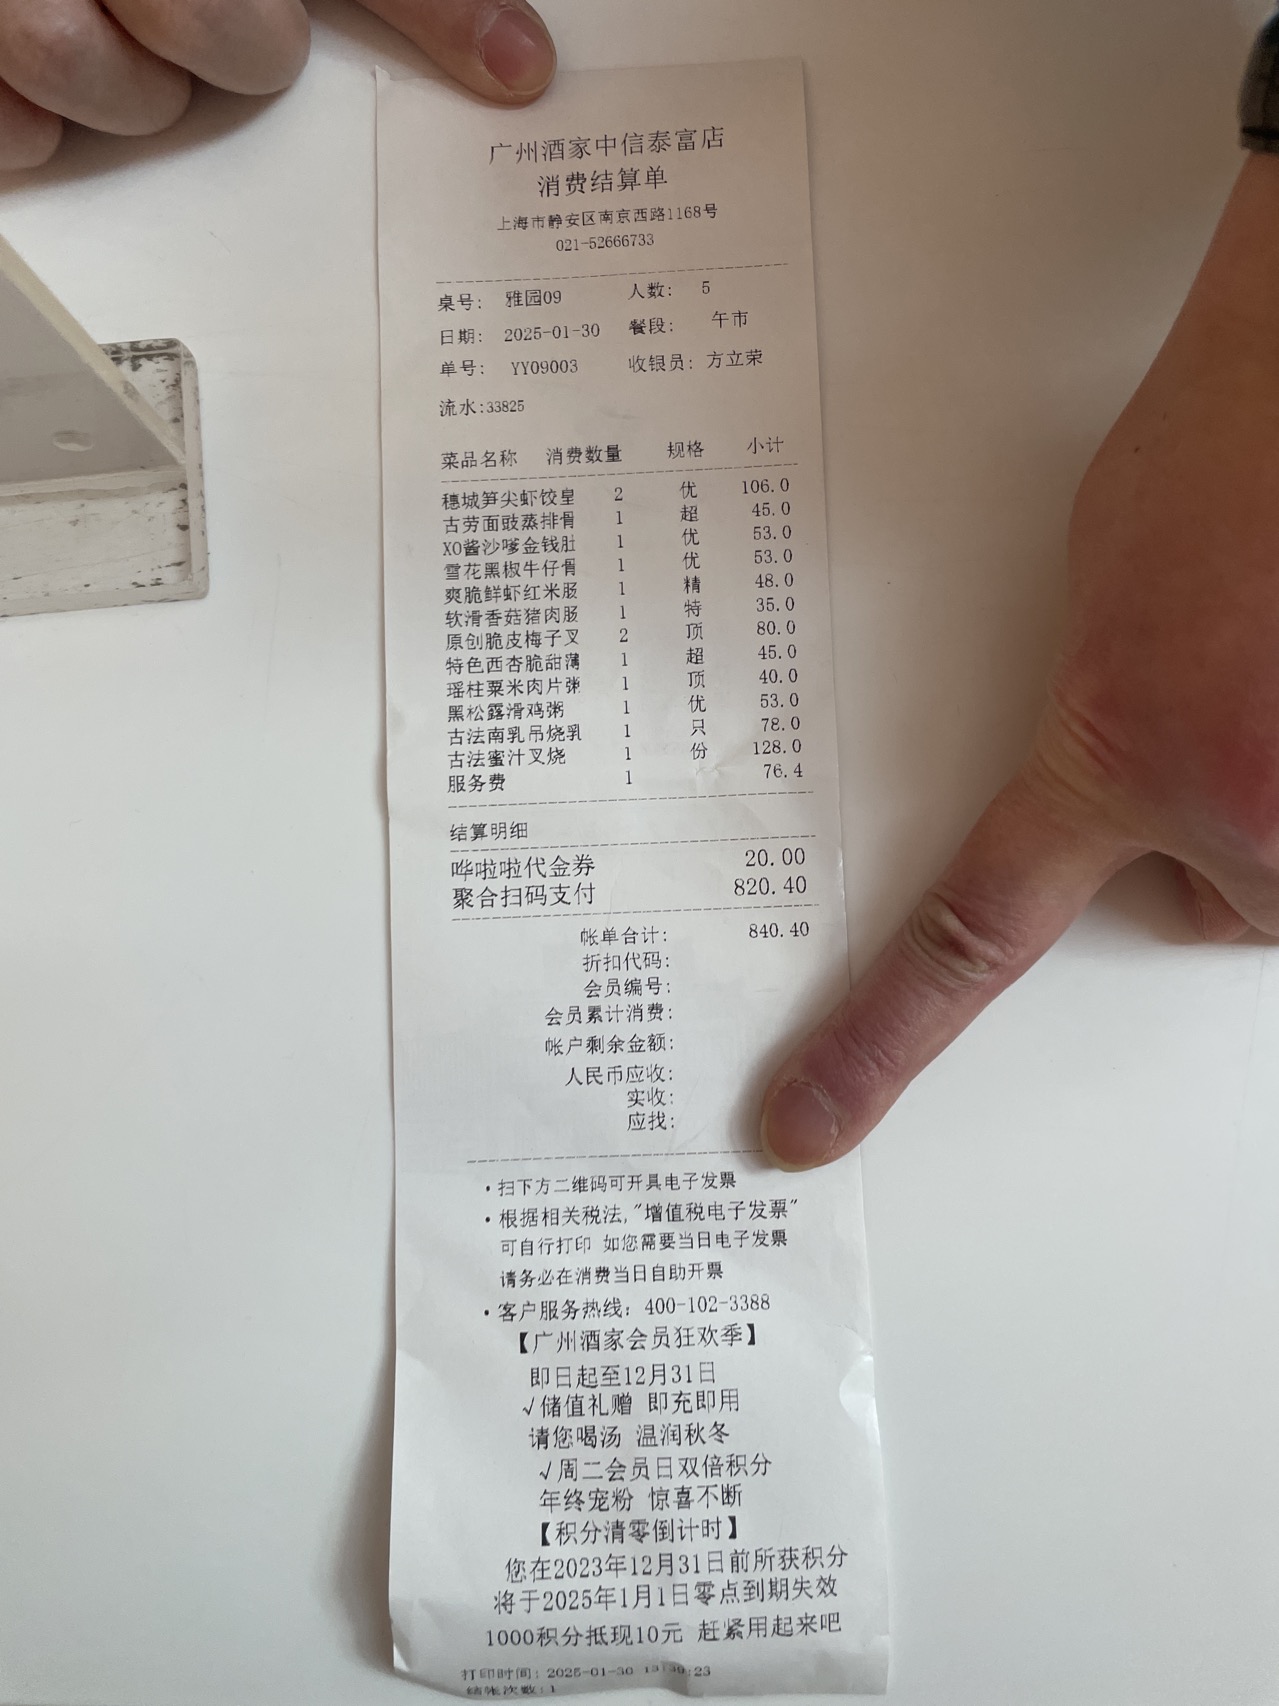 广州酒家中信泰富店
消费结算单
上海市静安区南京西路1168号
021-52666733
桌号: 雅园09 人数: 5
日期: 2025-01-30 餐段: 午市
单号: YY09003 收银员: 方立荣
流水:33825
菜品名称 消费数量 规格 小计
穗城笋尖虾饺皇 2 优 106.0
古劳面豉蒸排骨 1 超 45.0
XO酱沙嗲金钱肚 1 优 53.0
雪花黑椒牛仔骨 1 优 53.0
爽脆鲜虾红米肠 1 精 48.0
软滑香菇猪肉肠 1 特 35.0
原创脆皮梅子叉 2 顶 80.0
特色西杏脆甜薄 1 超 45.0
瑶柱粟米肉片粥 1 顶 40.0
黑松露滑鸡粥 1 优 53.0
古法南乳吊烧乳 1 只 78.0
古法蜜汁叉烧 1 份 128.0
服务费 1 76.4
结算明细
哗啦啦代金券 20.00
聚合扫码支付 820.40
帐单合计: 840.40
折扣代码:
会员编号:
会员累计消费:
帐户剩余金额:
人民币应收:
实收:
应找:
·扫下方二维码可开具电子发票
·根据相关税法,"增值税电子发票"
可自行打印 如您需要当日电子发票
请务必在消费当日自助开票
·客户服务热线: 400-102-3388
【广州酒家会员狂欢季】
即日起至12月31日
√储值礼赠 即充即用
请您喝汤 温润秋冬
√周二会员日双倍积分
年终宠粉 惊喜不断
【积分清零倒计时】
您在2023年12月31日前所获积分
将于2025年1月1日零点到期失效
1000积分抵现10元 赶紧用起来吧
打印时间: 2025-01-30 13:39:23
结帐次数: 1